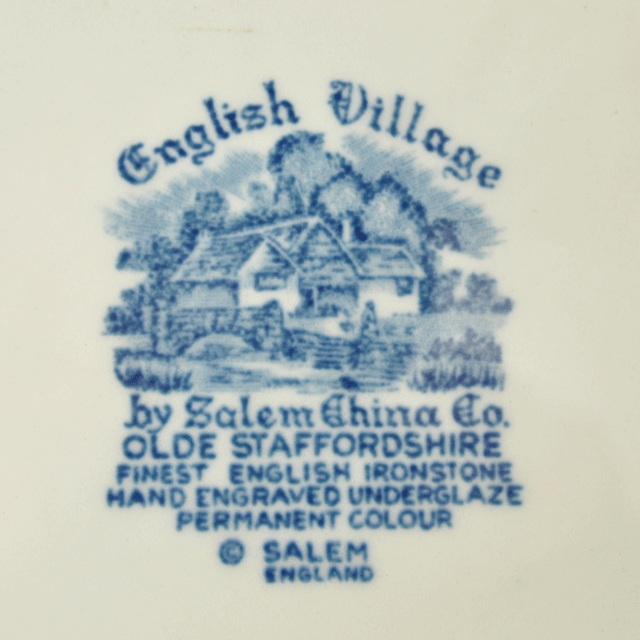 English Village
by Salem China Co.
OLDE STAFFORDSHIRE
FINEST ENGLISH IRONSTONE
HAND ENGRAVED UNDERGLAZE
PERMANENT COLOUR
© SALEM
ENGLAND